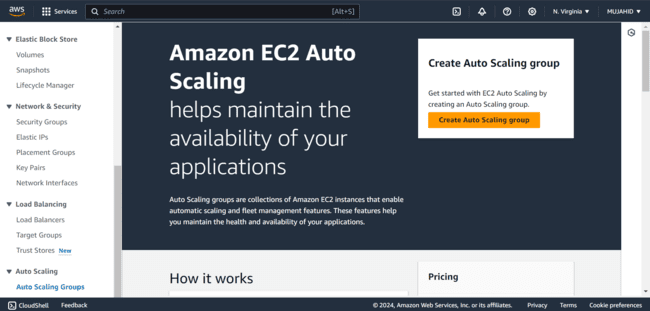 aws
Services
Search
[Alt+S]
N. Virginia
MUJAHID
Elastic Block Store
Volumes
Snapshots
Lifecycle Manager
Network & Security
Security Groups
Elastic IPs
Placement Groups
Key Pairs
Network Interfaces
Load Balancing
Load Balancers
Target Groups
Trust Stores New
Auto Scaling
Auto Scaling Groups
Amazon EC2 Auto
Scaling
helps maintain the
availability of your
applications
Auto Scaling groups are collections of Amazon EC2 instances that enable
automatic scaling and fleet management features. These features help
you maintain the health and availability of your applications.
Create Auto Scaling group
Get started with EC2 Auto Scaling by
creating an Auto Scaling group.
Create Auto Scaling group
How it works
Pricing
CloudShell
Feedback
© 2024, Amazon Web Services, Inc. or its affiliates.
Privacy
Terms
Cookie preferences